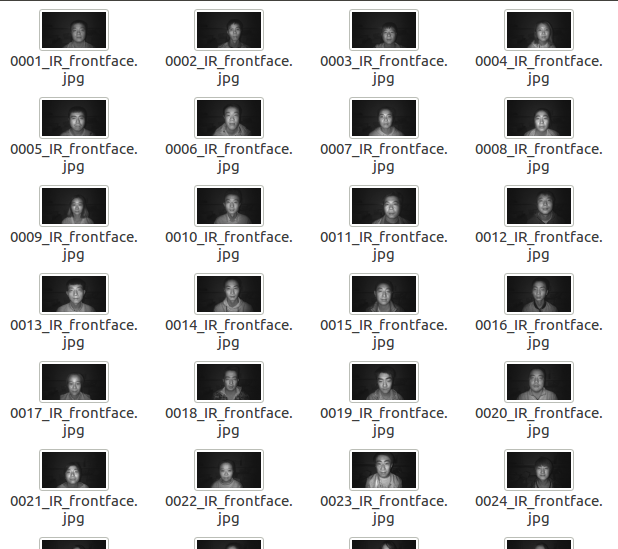 0001_IR_frontface.
jpg
0002_IR_frontface.
jpg
0003_IR_frontface.
jpg
0004_IR_frontface.
jpg
0005_IR_frontface.
jpg
0006_IR_frontface.
jpg
0007_IR_frontface.
jpg
0008_IR_frontface.
jpg
0009_IR_frontface.
jpg
0010_IR_frontface.
jpg
0011_IR_frontface.
jpg
0012_IR_frontface.
jpg
0013_IR_frontface.
jpg
0014_IR_frontface.
jpg
0015_IR_frontface.
jpg
0016_IR_frontface.
jpg
0017_IR_frontface.
jpg
0018_IR_frontface.
jpg
0019_IR_frontface.
jpg
0020_IR_frontface.
jpg
0021_IR_frontface.
jpg
0022_IR_frontface.
jpg
0023_IR_frontface.
jpg
0024_IR_frontface.
jpg